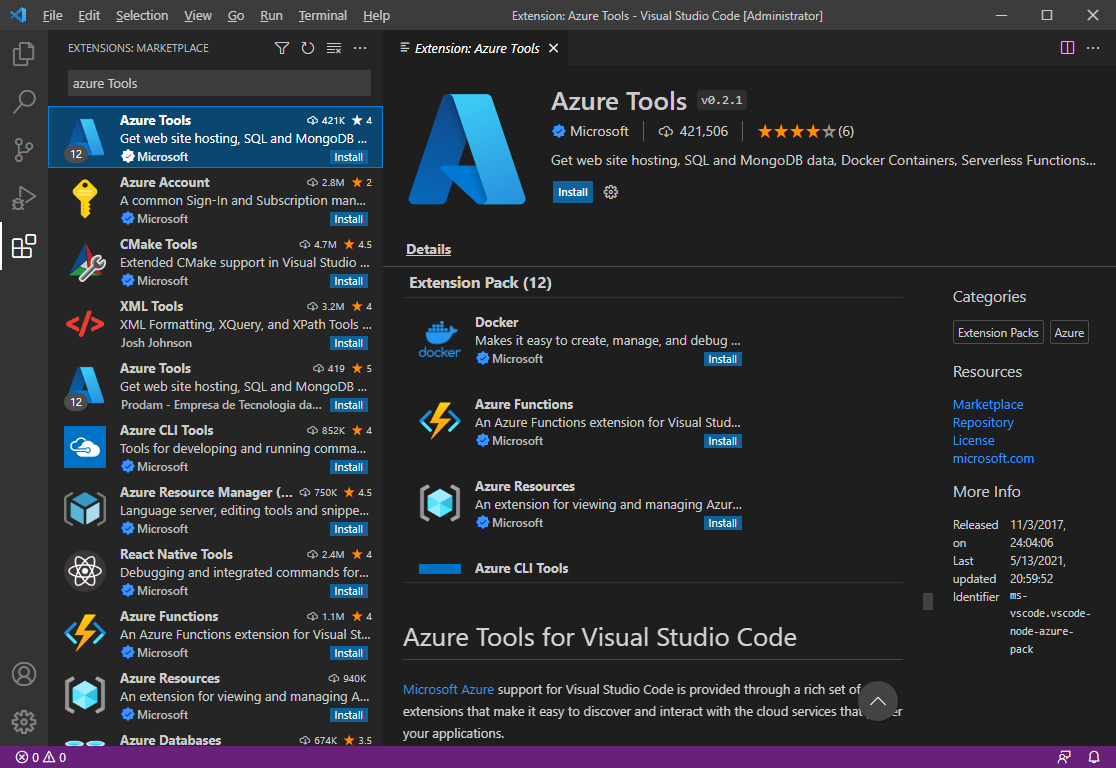 File Edit Selection View Go Run Terminal Help Extension: Azure Tools - Visual Studio Code [Administrator]
EXTENSIONS: MARKETPLACE
azure Tools
Azure Tools 421K ★ 4
Get web site hosting, SQL and MongoDB ...
12 Microsoft Install
Azure Account 2.8M ★ 2
A common Sign-In and Subscription man...
Microsoft Install
CMake Tools 4.7M ★ 4.5
Extended CMake support in Visual Studio ...
Microsoft Install
XML Tools 3.2M ★ 4
XML Formatting, XQuery, and XPath Tools ...
Josh Johnson Install
Azure Tools 419 ★ 5
Get web site hosting, SQL and MongoDB ...
12 Prodam - Empresa de Tecnologia da... Install
Azure CLI Tools 852K ★ 4
Tools for developing and running comma...
Microsoft Install
Azure Resource Manager (... 750K ★ 4.5
Language server, editing tools and snippe...
Microsoft Install
React Native Tools 2.4M ★ 4
Debugging and integrated commands for...
Microsoft Install
Azure Functions 1.1M ★ 4
An Azure Functions extension for Visual St...
Microsoft Install
Azure Resources 940K
An extension for viewing and managing A...
Microsoft Install
Azure Databases 674K ★ 3.5
Extension: Azure Tools
Azure Tools v0.2.1
Microsoft 421,506 ★★★★☆(6)
Get web site hosting, SQL and MongoDB data, Docker Containers, Serverless Functions...
Install
Details
Extension Pack (12)
docker
Docker
Makes it easy to create, manage, and debug ...
Microsoft Install
Azure Functions
An Azure Functions extension for Visual Stud...
Microsoft Install
Azure Resources
An extension for viewing and managing Azur...
Microsoft Install
Azure CLI Tools
Azure Tools for Visual Studio Code
Microsoft Azure support for Visual Studio Code is provided through a rich set of
extensions that make it easy to discover and interact with the cloud services that
your applications.
Categories
Extension Packs Azure
Resources
Marketplace
Repository
License
microsoft.com
More Info
Released on 11/3/2017, 24:04:06
Last updated 5/13/2021, 20:59:52
Identifier ms-
vscode.vscode-
node-azure-
pack
0 0